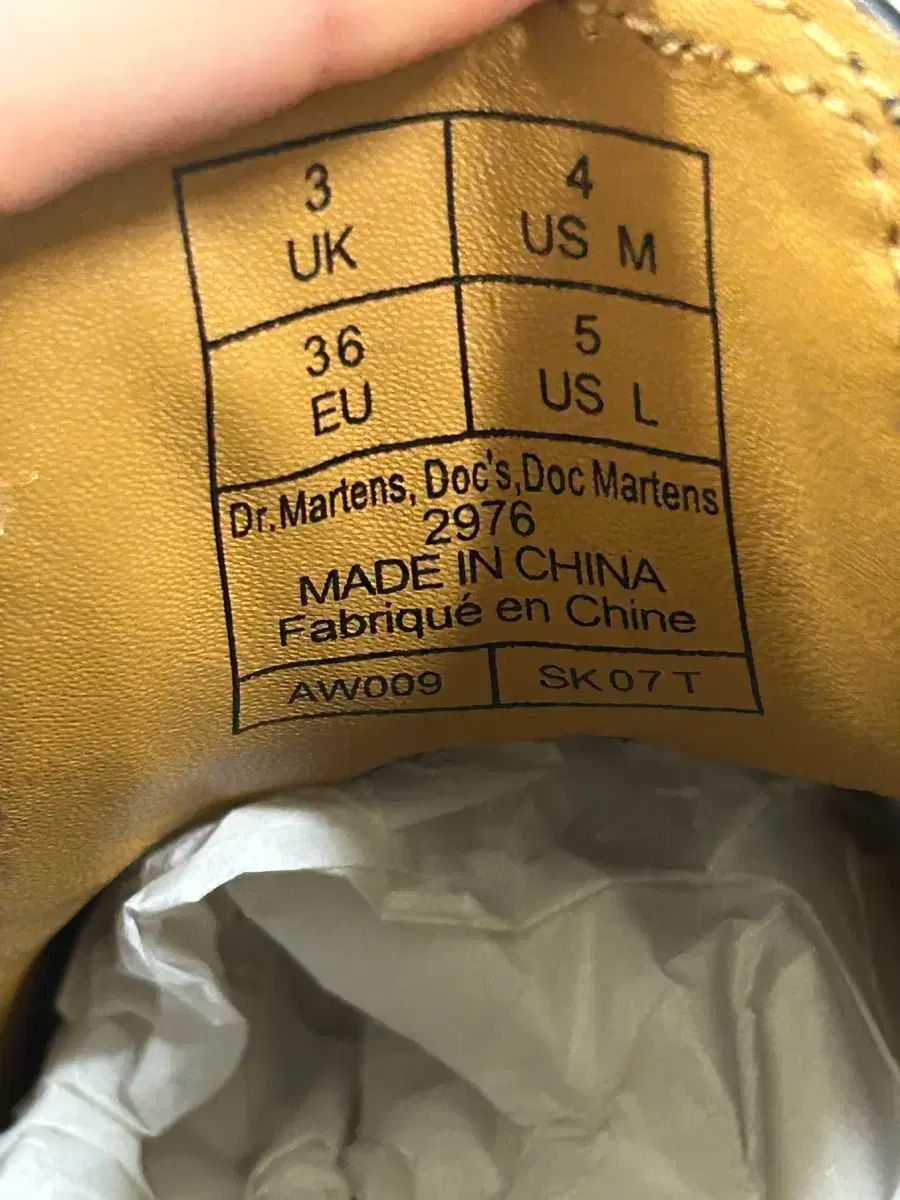 3
UK
4
US M
36
EU
5
US L
Dr.Martens, Doc's,Doc Martens
2976
MADE IN CHINA
Fabriqué en Chine
AW009
SK07T